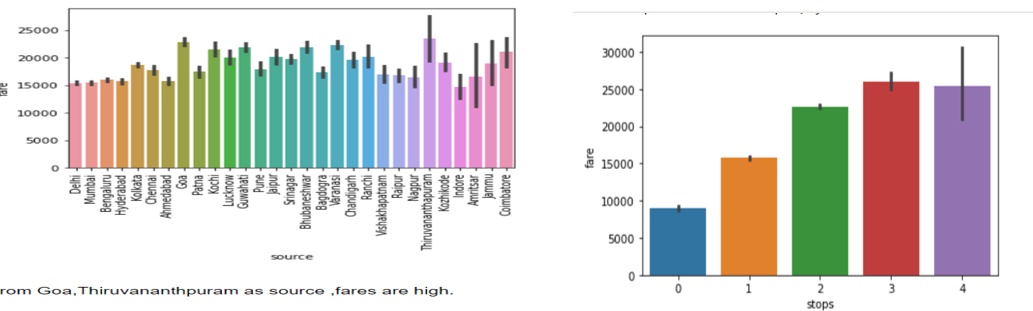 25000
20000
15000
10000
5000
0
fare
Delhi
Mumbai
Bengaluru
Hyderabad
Kolkata
Chennai
Ahmedabad
Goa
Patna
Kochi
Lucknow
Guwahati
Pune
Jaipur
Srinagar
Bhubaneshwar
Bagdogra
Varanasi
Chandigarh
Ranchi
Vishakhapatnam
Raipur
Nagpur
Thiruvananthapuram
Kozhikode
Indore
Amritsar
Jammu
Coimbatore
source
rom Goa,Thiruvananthpuram as source ,fares are high.
30000
25000
20000
15000
10000
5000
0
fare
0 1 2 3 4
stops